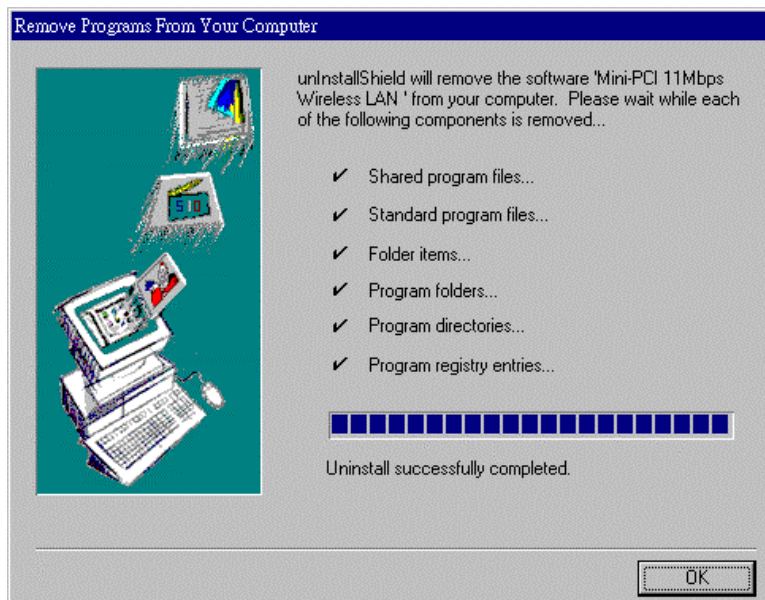 Remove Programs From Your Computer
unInstallShield will remove the software 'Mini-PCI 11Mbps
Wireless LAN ' from your computer. Please wait while each
of the following components is removed...
Shared program files...
Standard program files...
Folder items...
Program folders...
Program directories...
Program registry entries...
Uninstall successfully completed.
OK